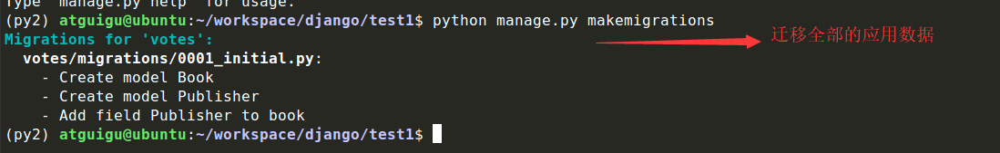 Type 'manage.py help' for usage.
(py2) atguigu@ubuntu:~/workspace/django/test1$ python manage.py makemigrations
迁移全部的应用数据
Migrations for 'votes':
votes/migrations/0001_initial.py:
- Create model Book
- Create model Publisher
- Add field Publisher to book
(py2) atguigu@ubuntu:~/workspace/django/test1$